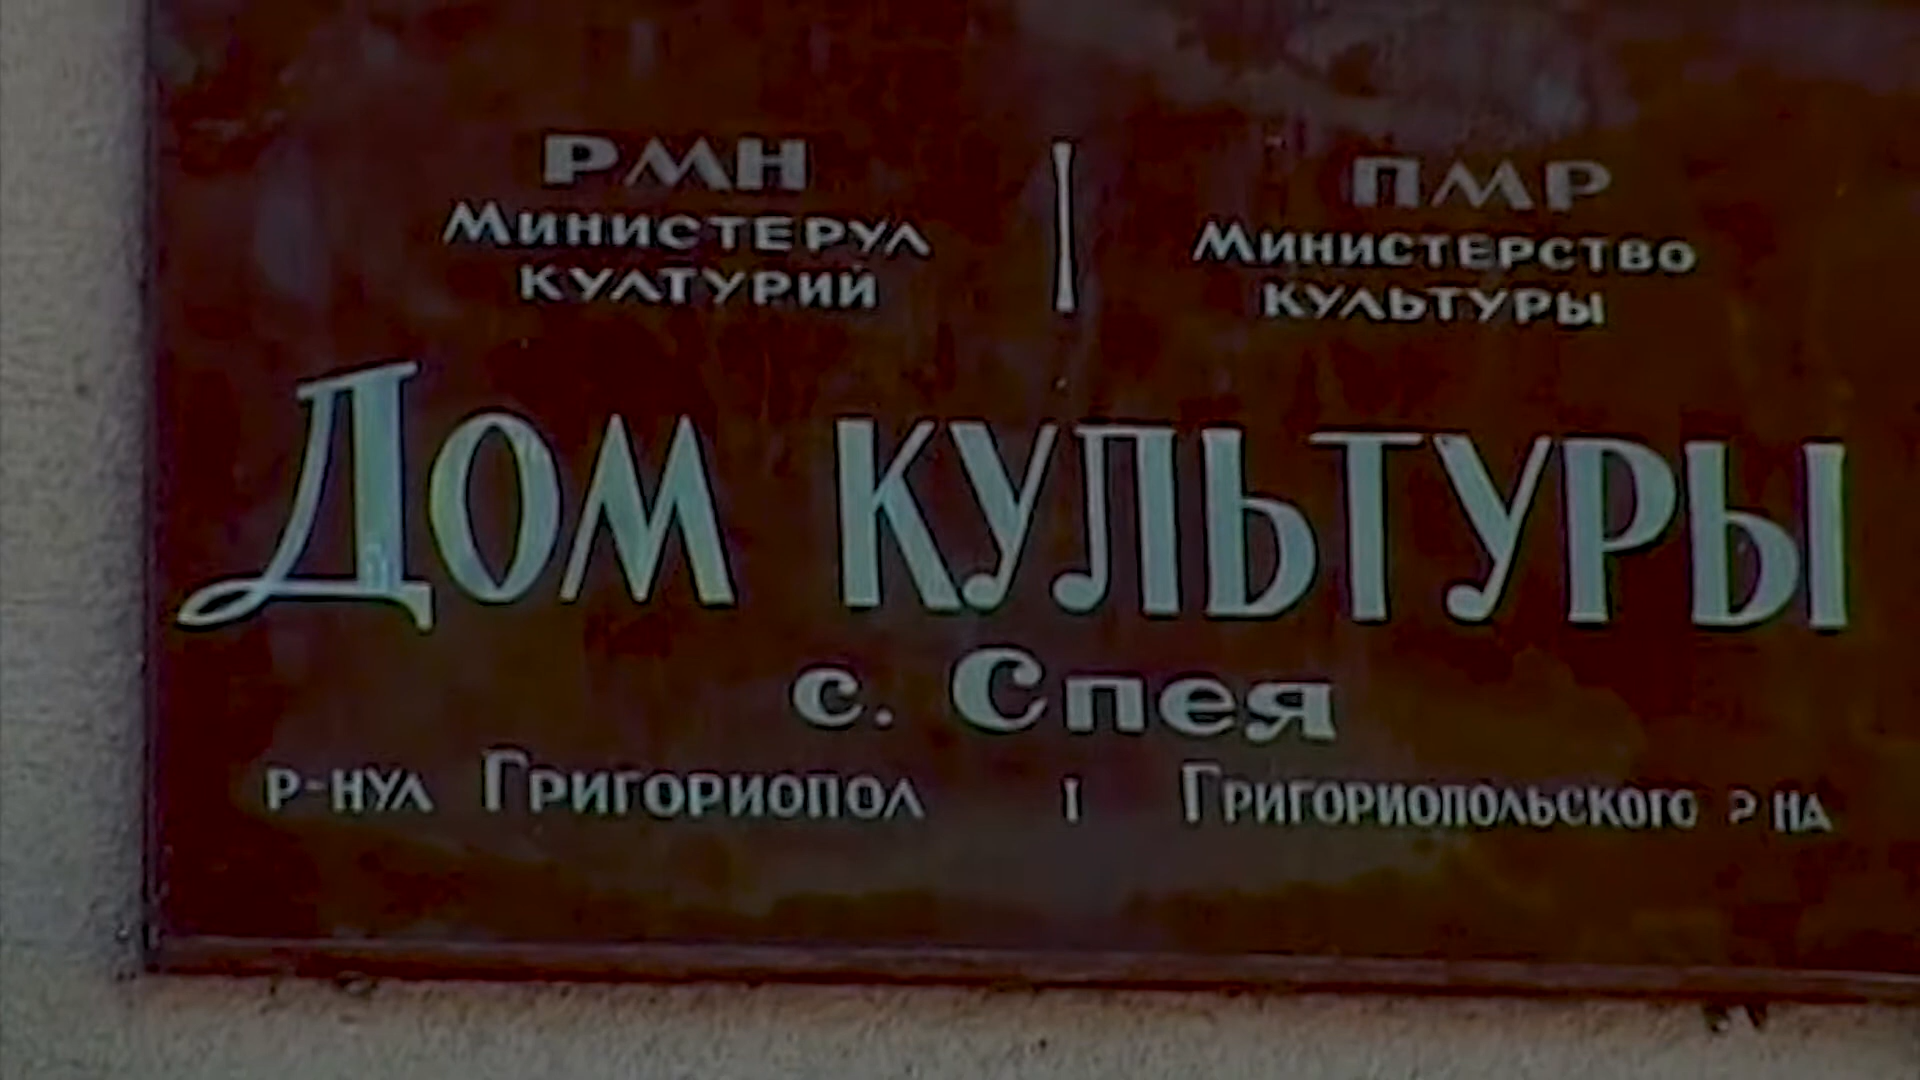 РМН
Министерул
културий
ПМР
Министерство
культуры
Дом культуры
с. Спея
р-нул Григориопол
Григориопольского р-на